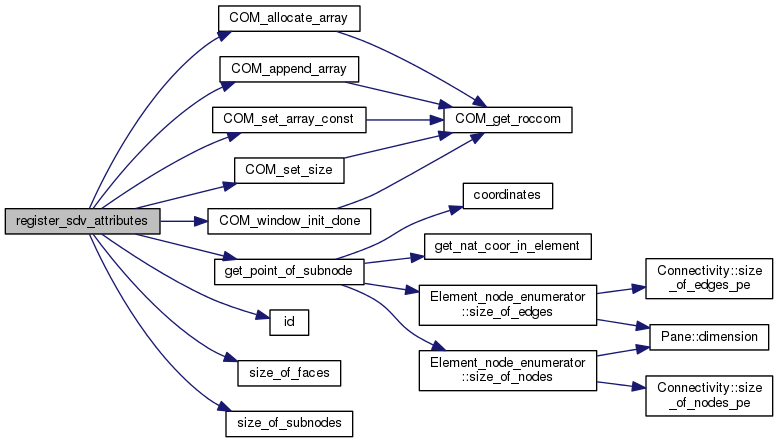 register_sdv_attributes
COM_allocate_array
COM_append_array
COM_set_array_const
COM_set_size
COM_window_init_done
get_point_of_subnode
id
size_of_faces
size_of_subnodes
COM_get_roccom
coordinates
get_nat_coor_in_element
Element_node_enumerator
::size_of_edges
Element_node_enumerator
::size_of_nodes
Connectivity::size
_of_edges_pe
Pane::dimension
Connectivity::size
_of_nodes_pe